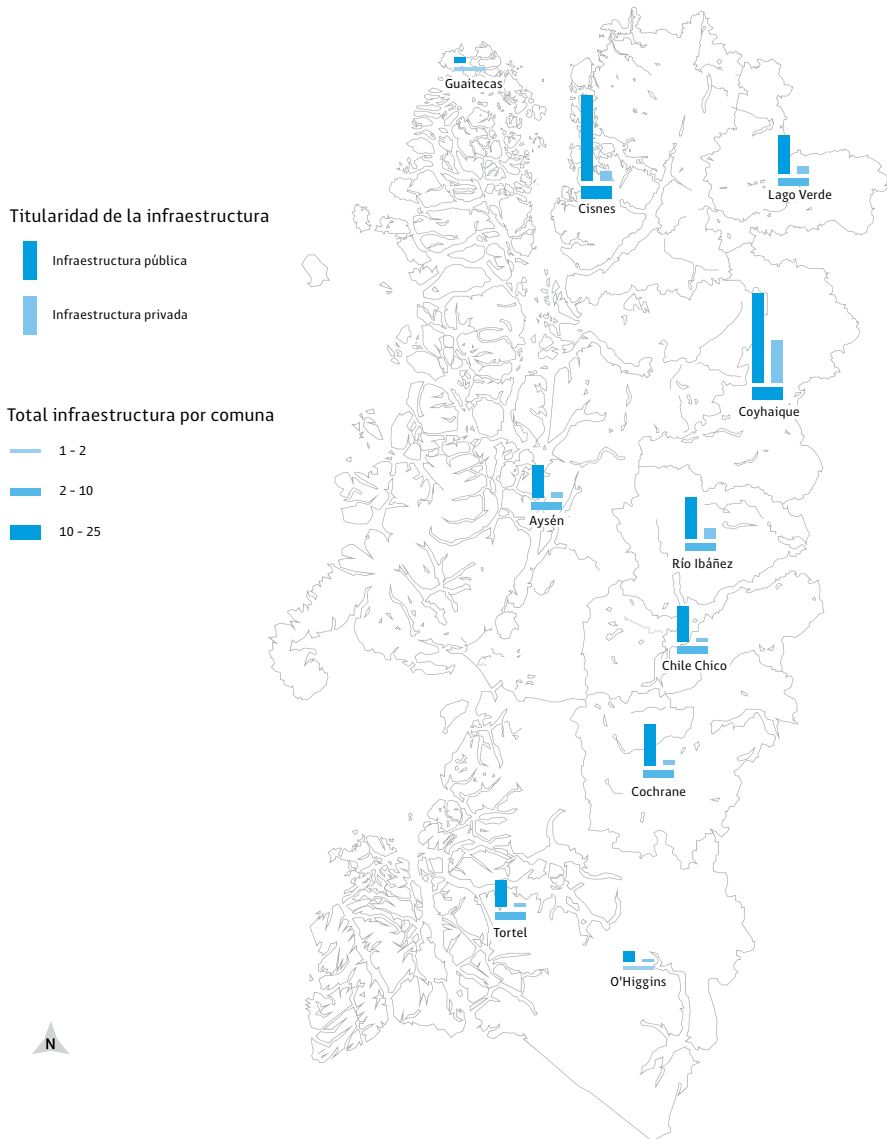 Guaitecas
Cisnes
Lago Verde
Titularidad de la infraestructura
Infraestructura pública
Infraestructura privada
Total infraestructura por comuna
1 - 2
2 - 10
10 - 25
Coyhaique
Aysén
Río Ibáñez
Chile Chico
Cochrane
Tortel
O'Higgins
N